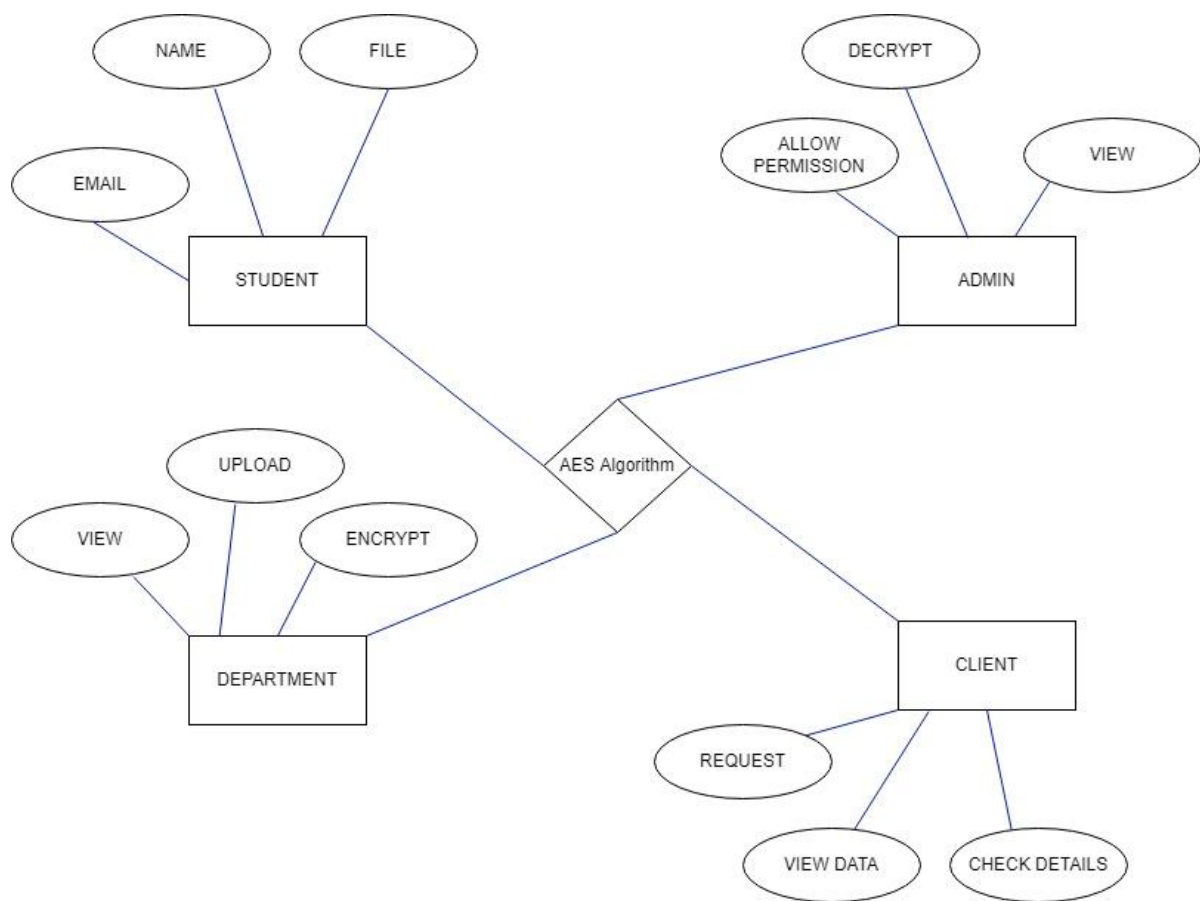 NAME
FILE
DECRYPT
ALLOW
PERMISSION
VIEW
EMAIL
STUDENT
ADMIN
AES Algorithm
UPLOAD
VIEW
ENCRYPT
DEPARTMENT
CLIENT
REQUEST
VIEW DATA
CHECK DETAILS